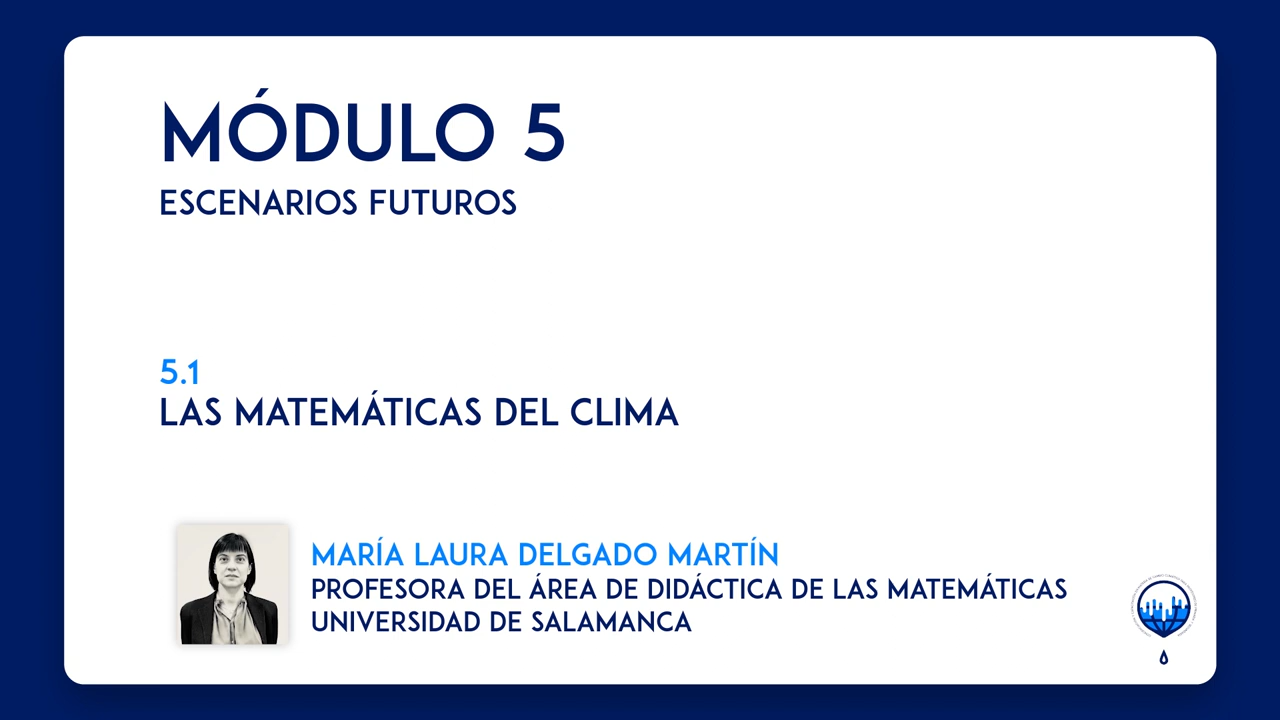 MÓDULO 5
ESCENARIOS FUTUROS
5.1
LAS MATEMÁTICAS DEL CLIMA
MARÍA LAURA DELGADO MARTÍN
PROFESORA DEL ÁREA DE DIDÁCTICA DE LAS MATEMÁTICAS
UNIVERSIDAD DE SALAMANCA